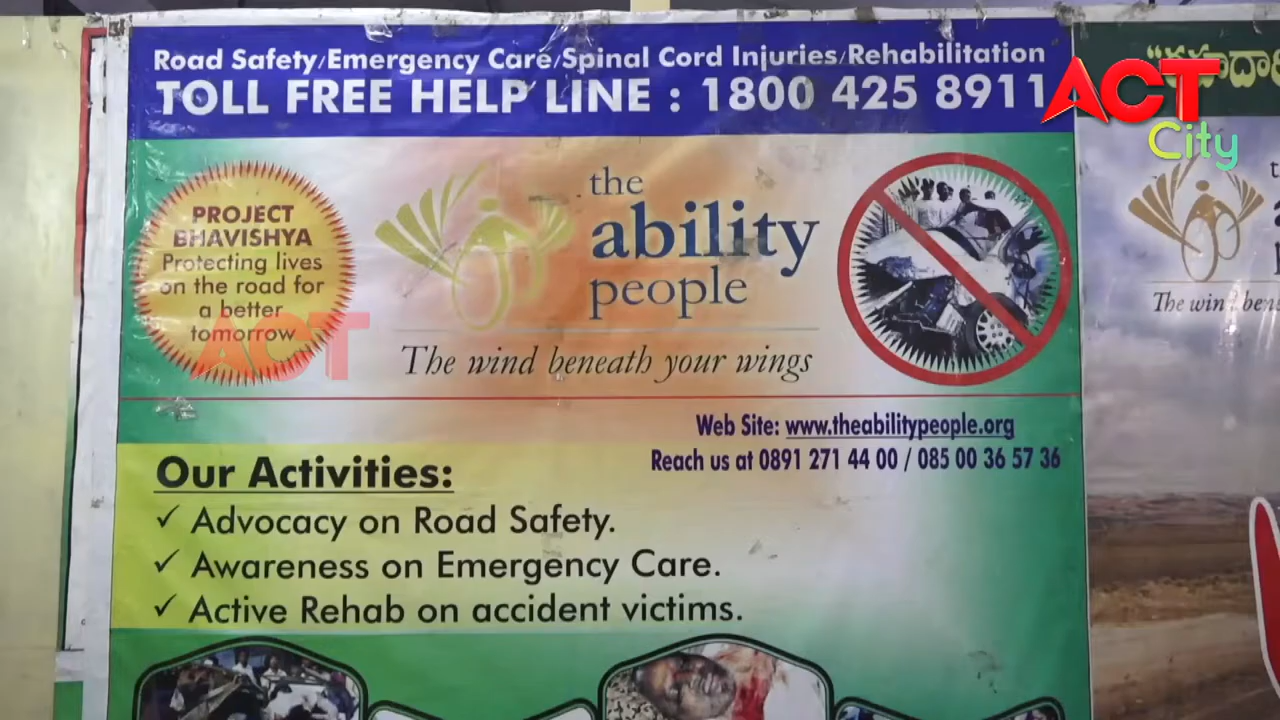 Road Safety/Emergency Care/Spinal Cord Injuries/Rehabilitation
TOLL FREE HELP LINE : 1800 425 8911
ACT
City
PROJECT
BHAVISHYA
Protecting lives
on the road for
a better
tomorrow
ACT
the
ability
people
The wind beneath your wings
The wind
Web Site: www.theabilitypeople.org
Reach us at 0891 271 44 00 / 085 00 36 57 36
Our Activities:
✓ Advocacy on Road Safety.
✓ Awareness on Emergency Care.
✓ Active Rehab on accident victims.